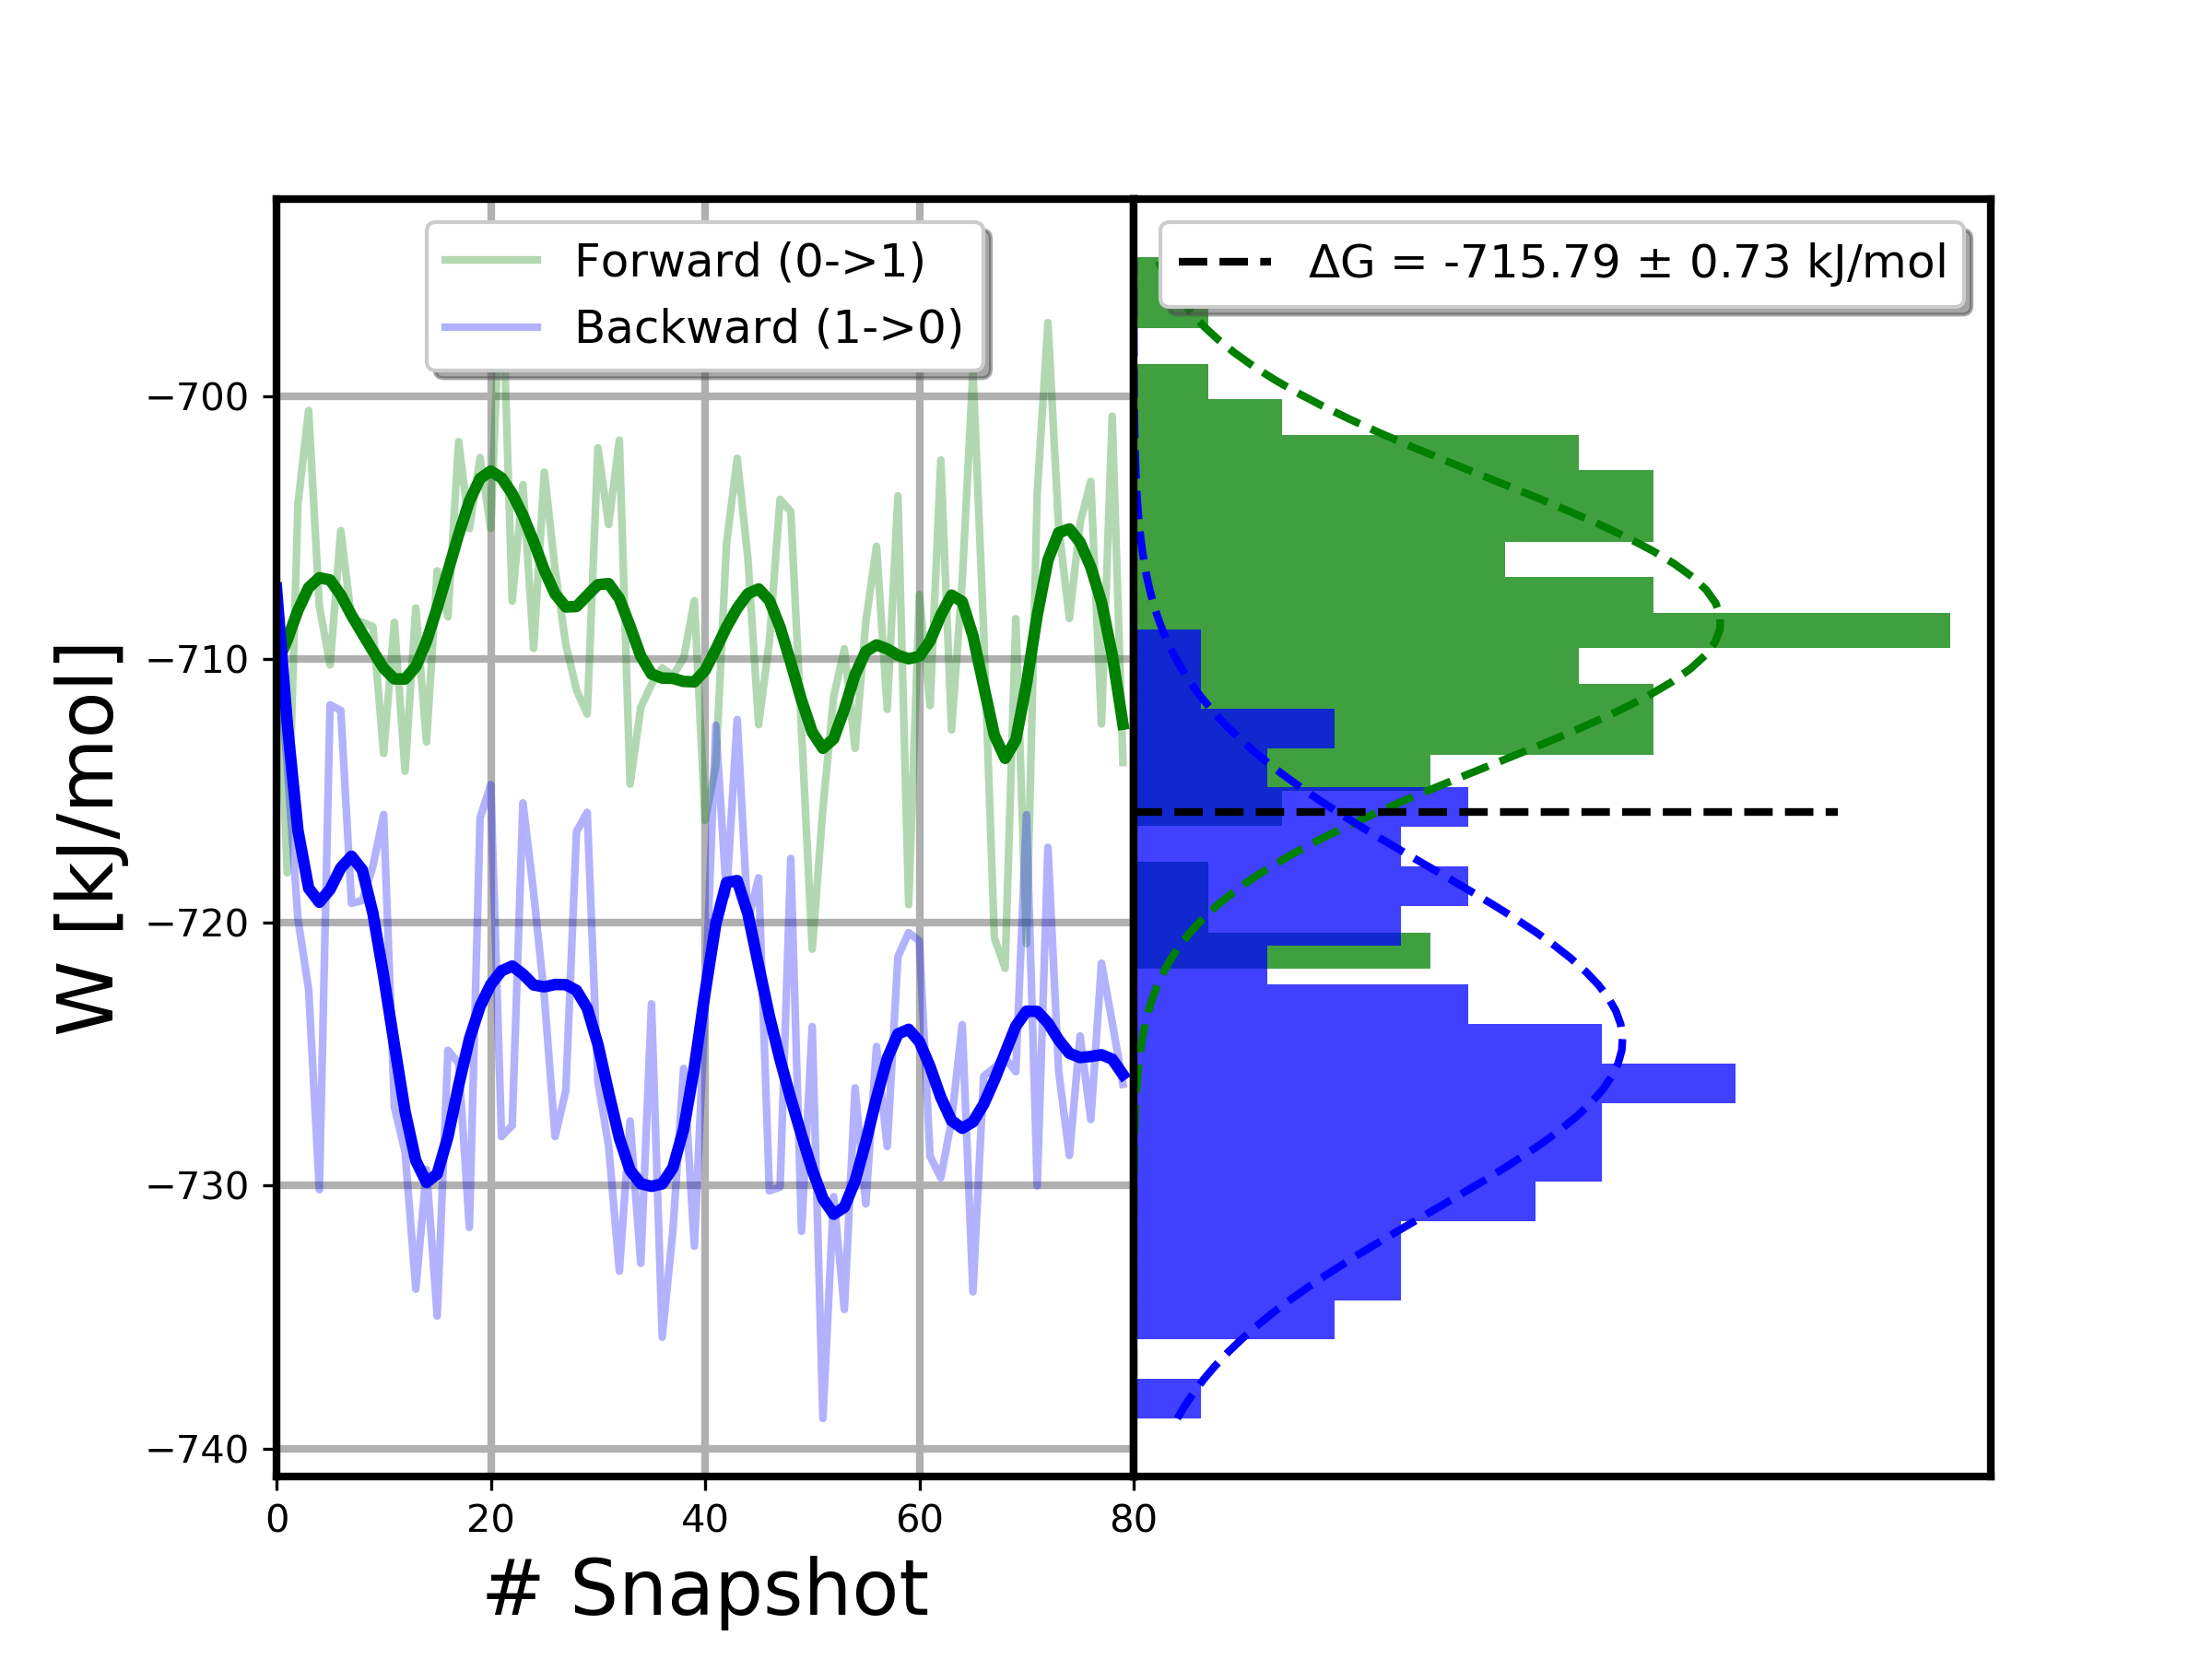 Forward (0->1)
Backward (1->0)
ΔG = -715.79 ± 0.73 kJ/mol
W [kJ/mol]
−700
−710
−720
−730
−740
0 20 40 60 80
# Snapshot